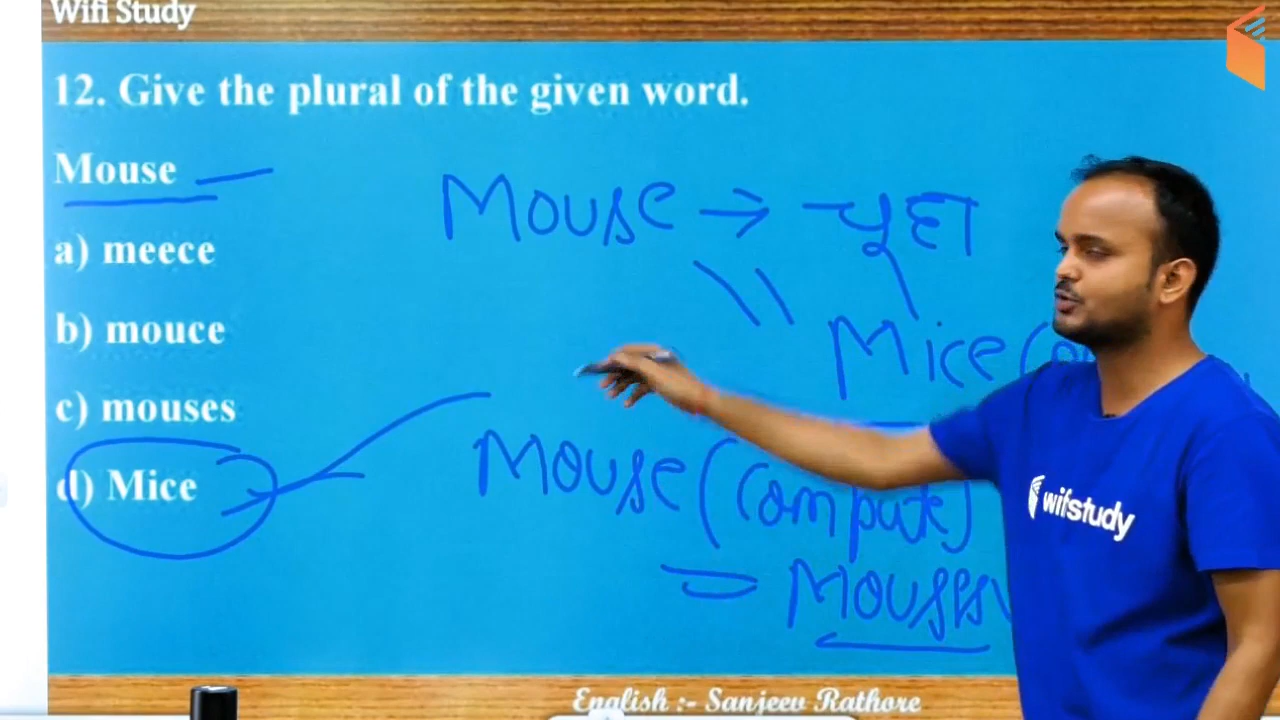 Wifi Study
12. Give the plural of the given word.
Mouse
a) meece
b) mouce
c) mouses
d) Mice
Mouse → चूहा
Mice
Mouse (compute)
= Mouses
wifistudy
English :- Sanjeev Rathore